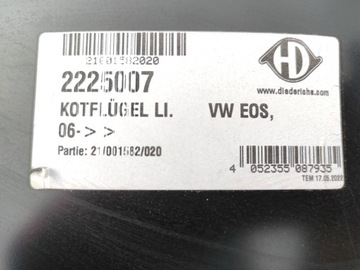 21001582020
2225007
KOTFLÜGEL LI. VW EOS,
06-> >
Partie: 21/001582/020
HD
www.diederichs.com
4 052355 087935
TEM 17.05.2022